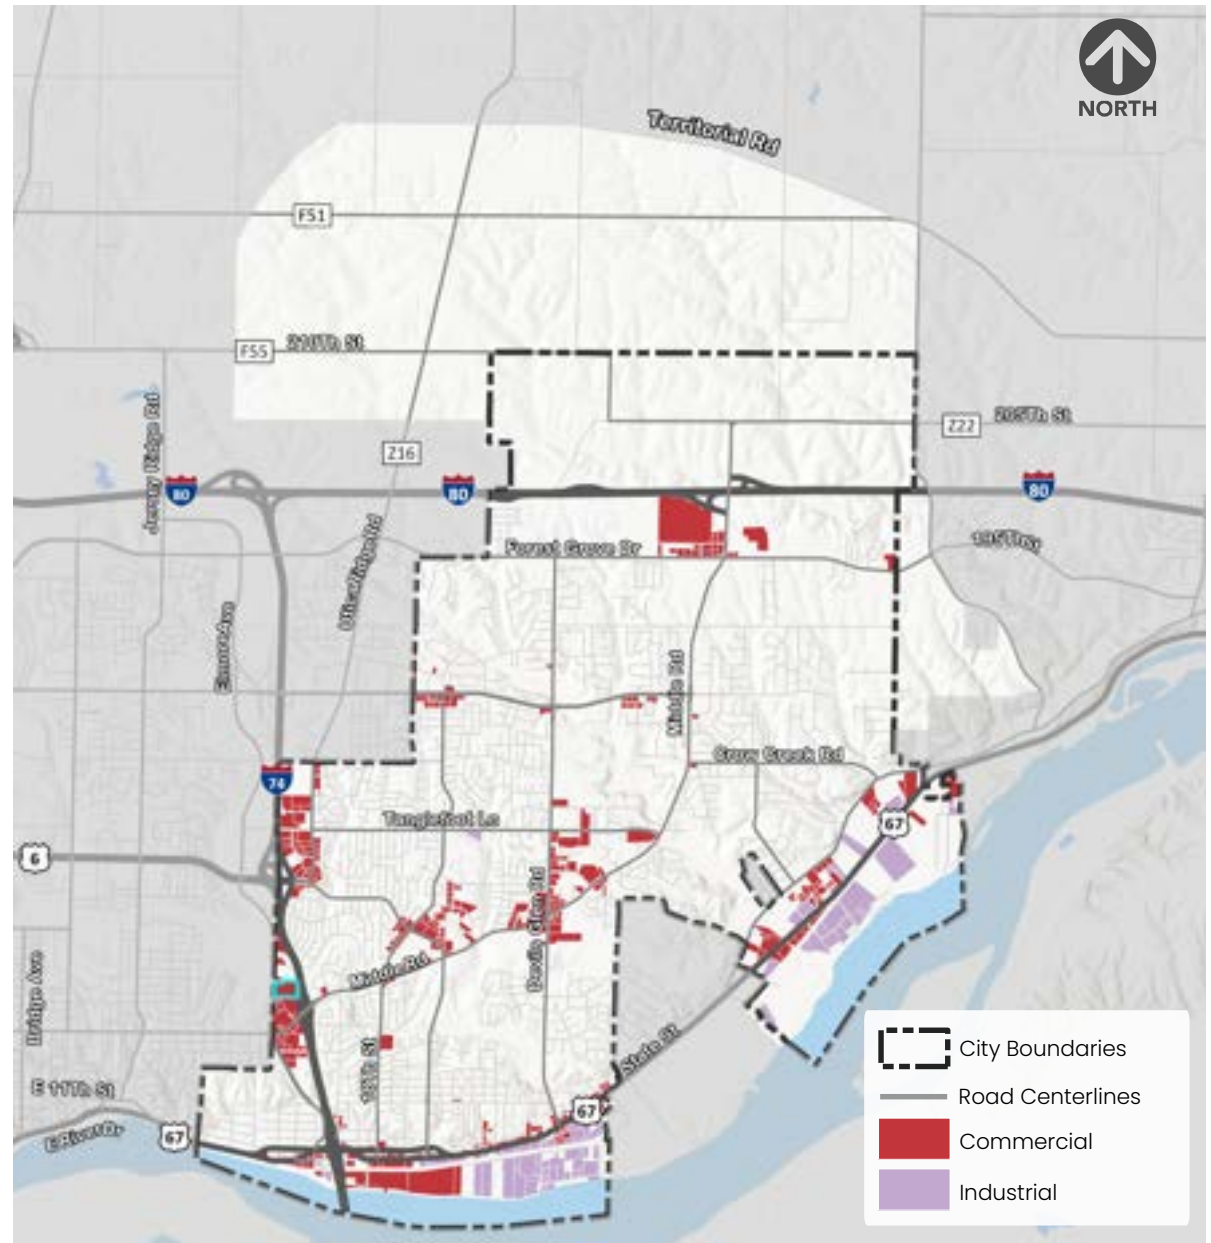 NORTH
Territorial Rd
F51
F55
210Th St
Z22
205Th St
Z16
Jersey Ridge Rd
80
80
80
195Th St
Forest Grove Dr
Utica Ridge Rd
Elmore Ave
Middle Rd
Crow Creek Rd
74
Tanglefoot Ln
67
6
Devils Glen Rd
Middle Rd
Bridge Ave
18Th St
State St
E 11Th St
67
67
E River Dr
City Boundaries
Road Centerlines
Commercial
Industrial